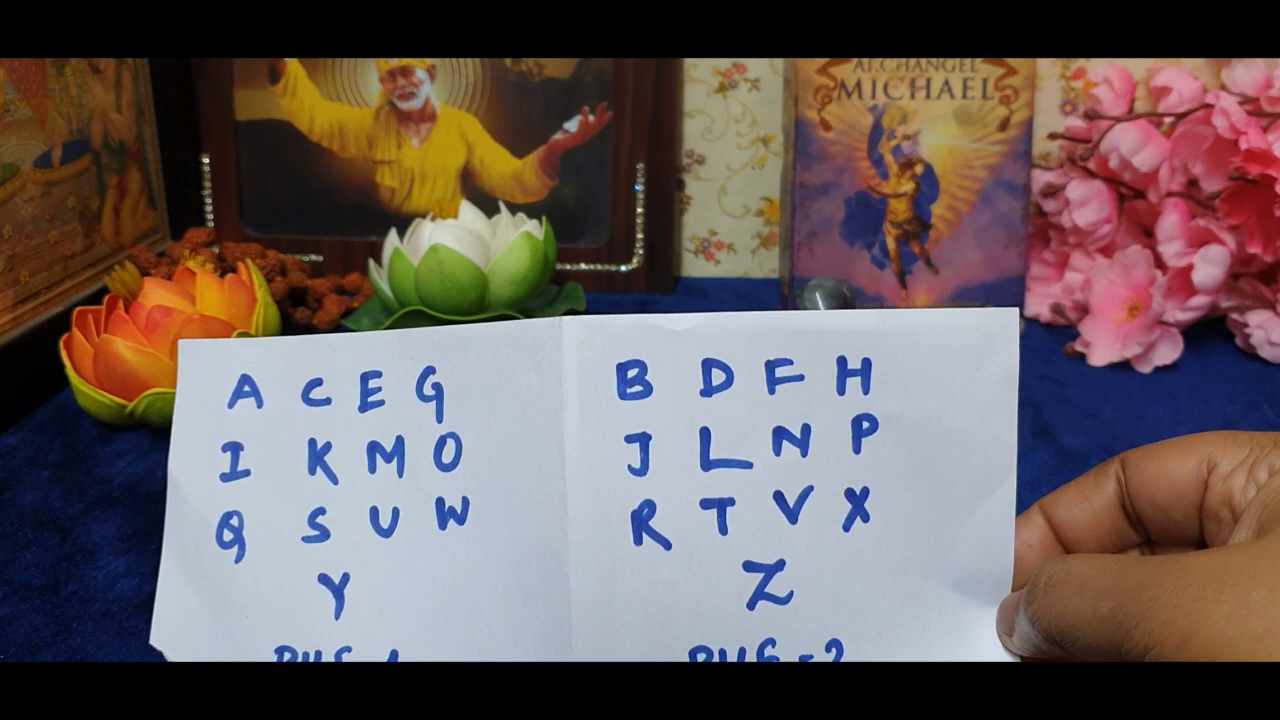 ARCHANGEL
MICHAEL
A C E G
I K M O
Q S U W
Y
B D F H
J L N P
R T V X
Z